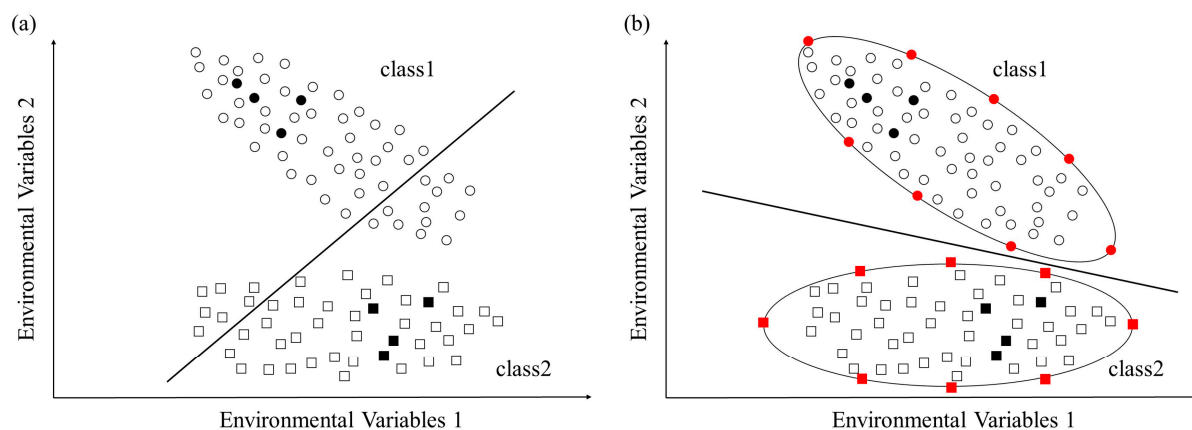 (a)
class1
Environmental Variables 2
class2
Environmental Variables 1
(b)
class1
Environmental Variables 2
class2
Environmental Variables 1